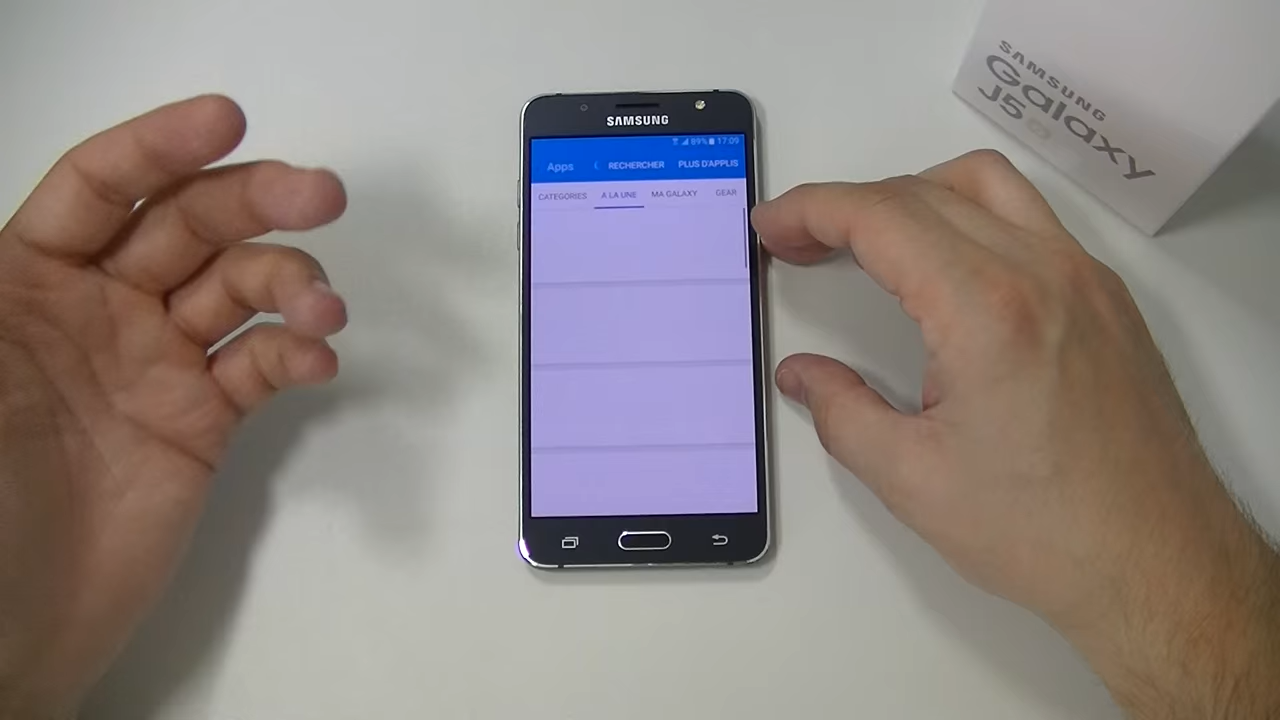 SAMSUNG
89% 17:09
Apps RECHERCHER PLUS D'APPLIS
CATEGORIES A LA UNE MA GALAXY GEAR
SAMSUNG
Galaxy
J5